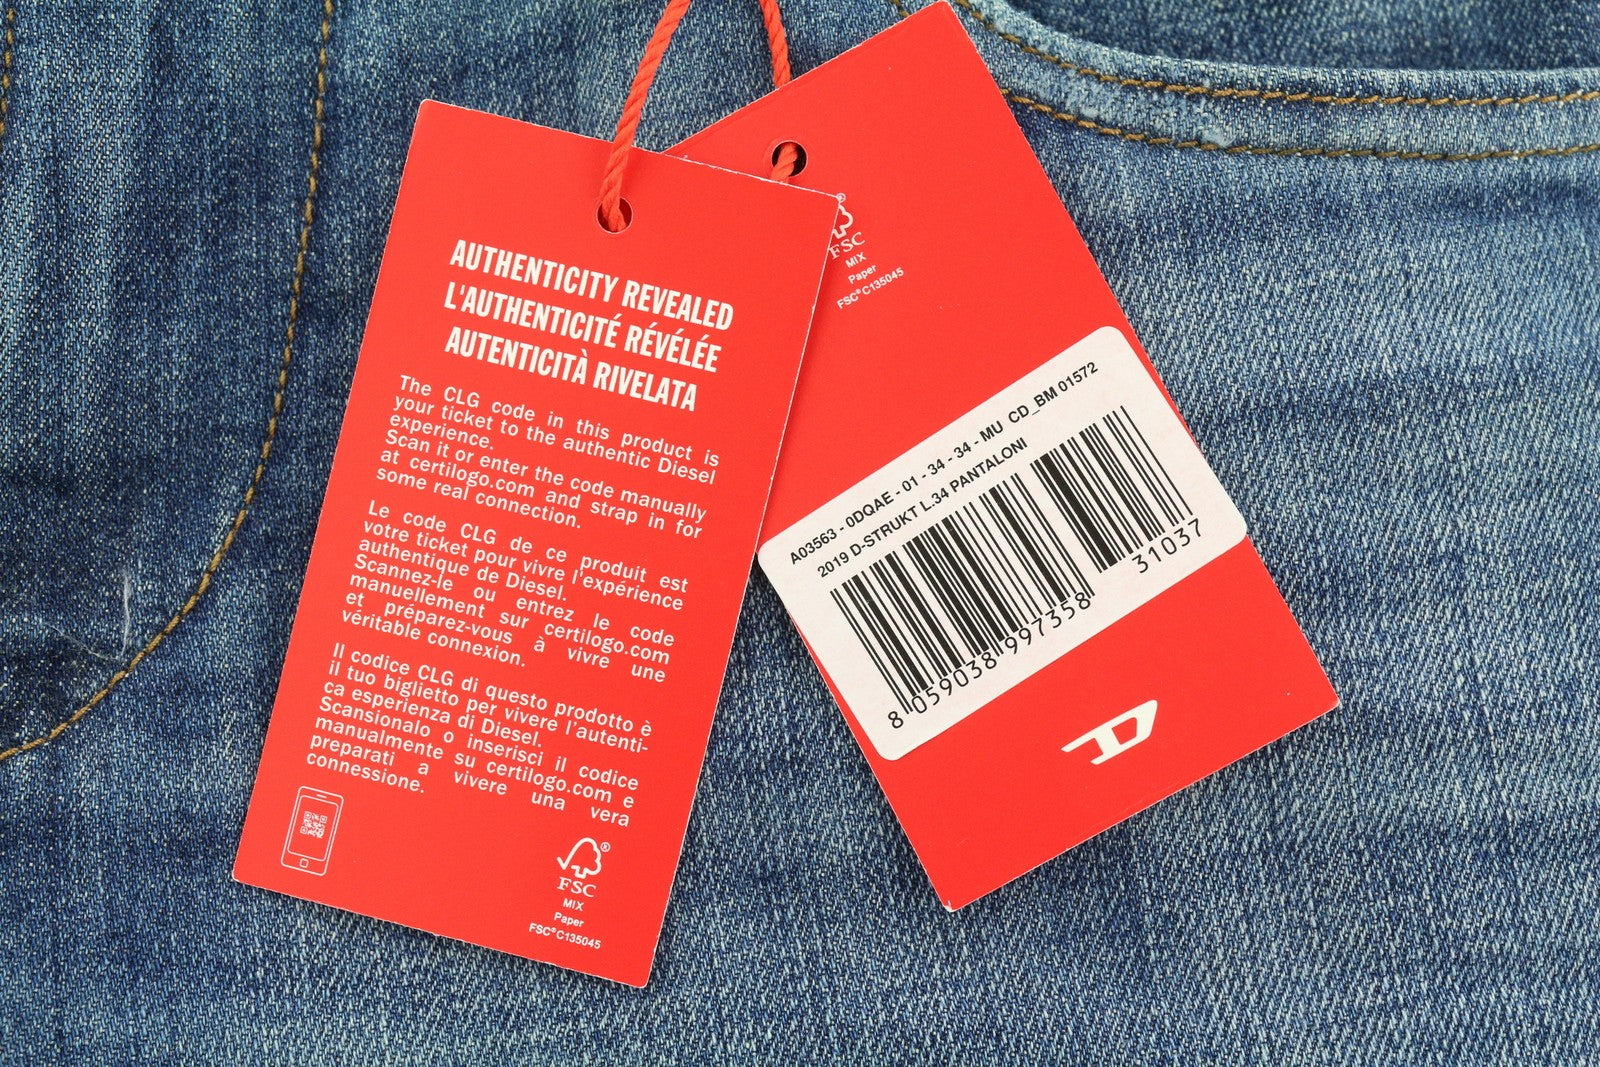 AUTHENTICITY REVEALED
L'AUTHENTICITÉ RÉVÉLÉE
AUTENTICITÀ RIVELATA
The CLG code in this product is
your ticket to the authentic Diesel
experience.
Scan it or enter the code manually
at certilogo.com and strap in for
some real connection.
Le code CLG de ce produit est
votre ticket pour vivre l'expérience
authentique de Diesel.
Scannez-le ou entrez le code
manuellement sur certilogo.com
et préparez-vous à vivre une
véritable connexion.
Il codice CLG di questo prodotto è
il tuo biglietto per vivere l'autenti-
ca esperienza di Diesel.
Scansionalo o inserisci il codice
manualmente su certilogo.com e
preparati a vivere una vera
connessione.
FSC®
MIX
Paper
FSC® C135045
FSC
MIX
Paper
FSC® C135045
A03563 - 0DQAE - 01 - 34 - 34 - MU CD_BM 01572
2019 D-STRUKT L.34 PANTALONI
8 059038 997358
31037
D